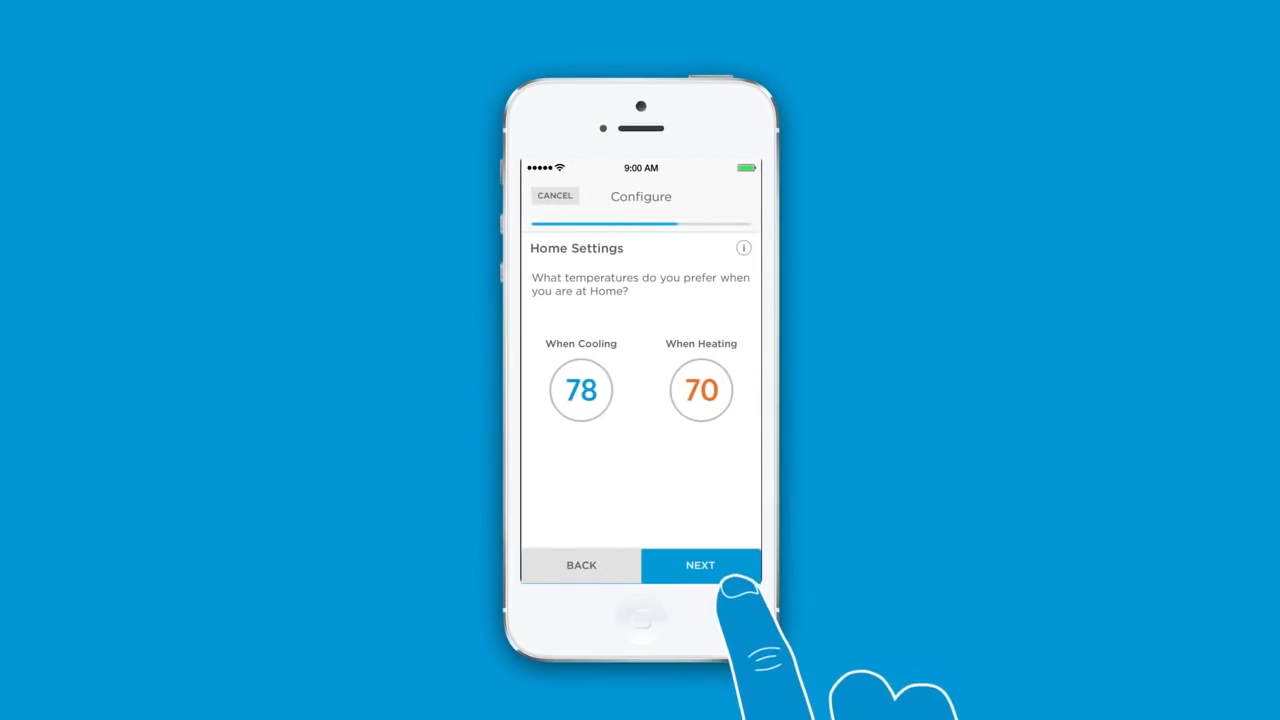 9:00 AM
CANCEL Configure
Home Settings
What temperatures do you prefer when
you are at Home?
When Cooling When Heating
78 70
BACK NEXT